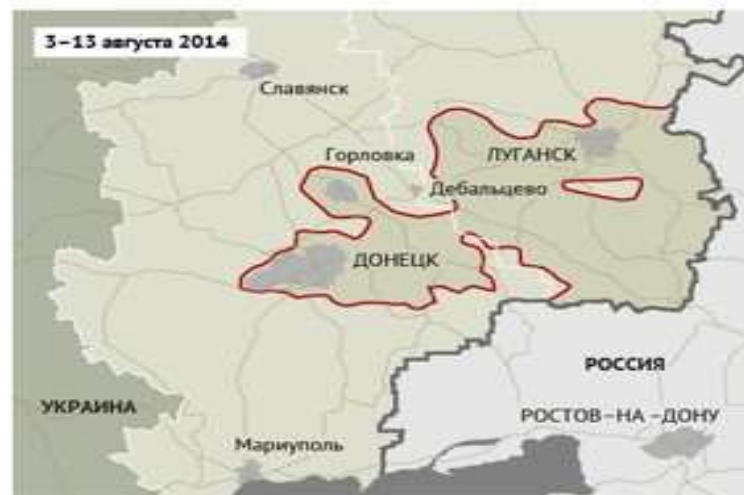 3–13 августа 2014
Славянск
Горловка
ЛУГАНСК
Дебальцево
ДОНЕЦК
РОССИЯ
УКРАИНА
РОСТОВ-НА-ДОНУ
Мариуполь